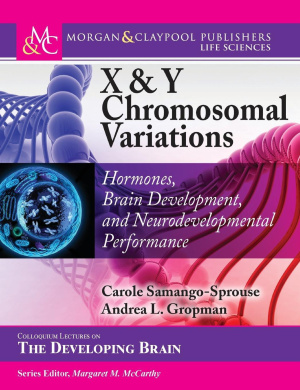 M&C
MORGAN&CLAYPOOL PUBLISHERS
LIFE SCIENCES
X & Y
Chromosomal
Variations
Hormones,
Brain Development,
and Neurodevelopmental
Performance
Carole Samango-Sprouse
Andrea L. Gropman
COLLOQUIUM LECTURES ON
THE DEVELOPING BRAIN
Series Editor, Margaret M. McCarthy